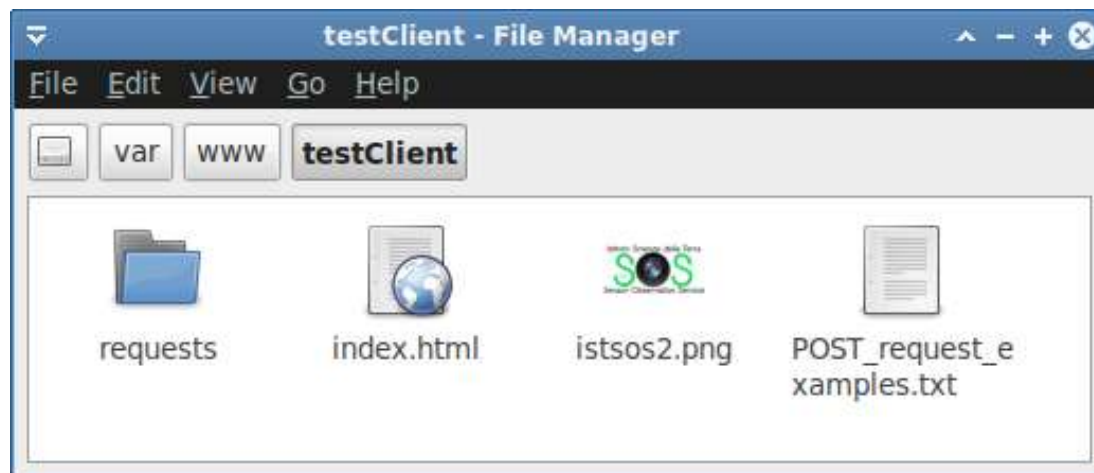 testClient - File Manager
File Edit View Go Help
var www testClient
SOS
requests index.html istsos2.png POST_request_e
xamples.txt